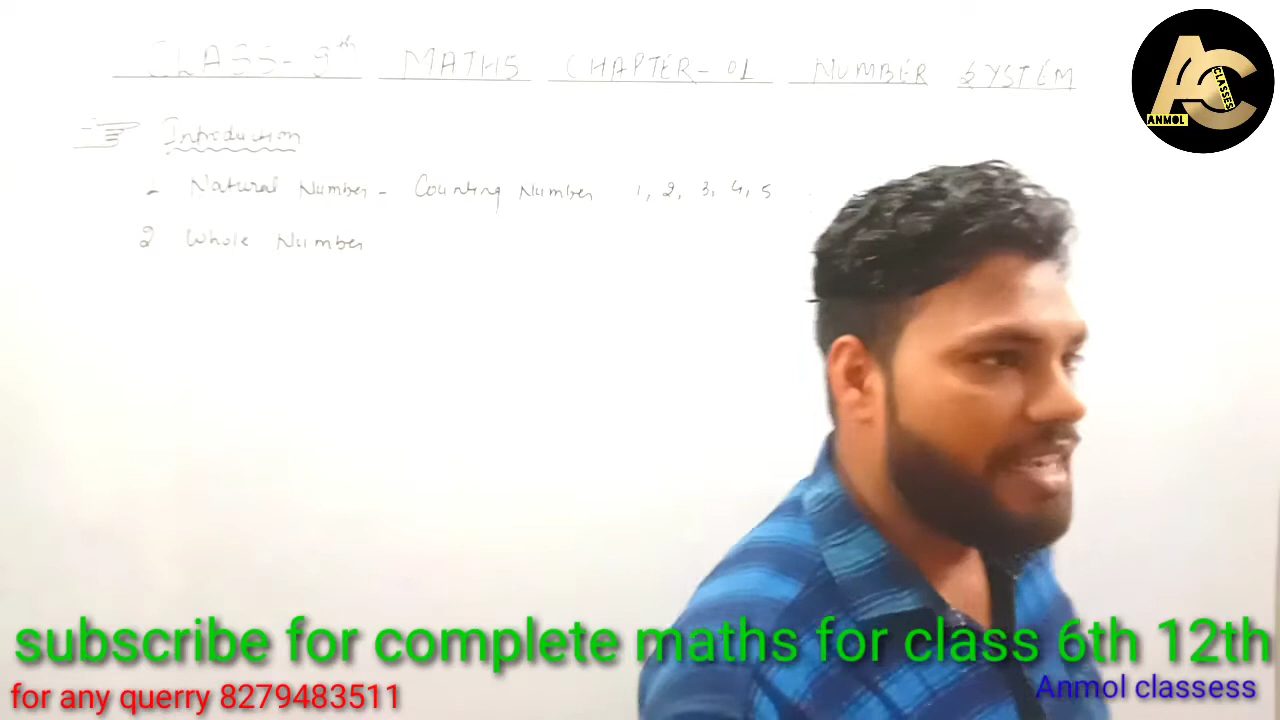 CLASS- 9th MATHS CHAPTER-01 NUMBER SYSTEM
Introduction
- Natural Number - Counting Number 1, 2, 3, 4, 5
2 Whole Number
AC
ANMOL
CLASSES
subscribe for complete maths for class 6th 12th
for any querry 8279483511
Anmol classess